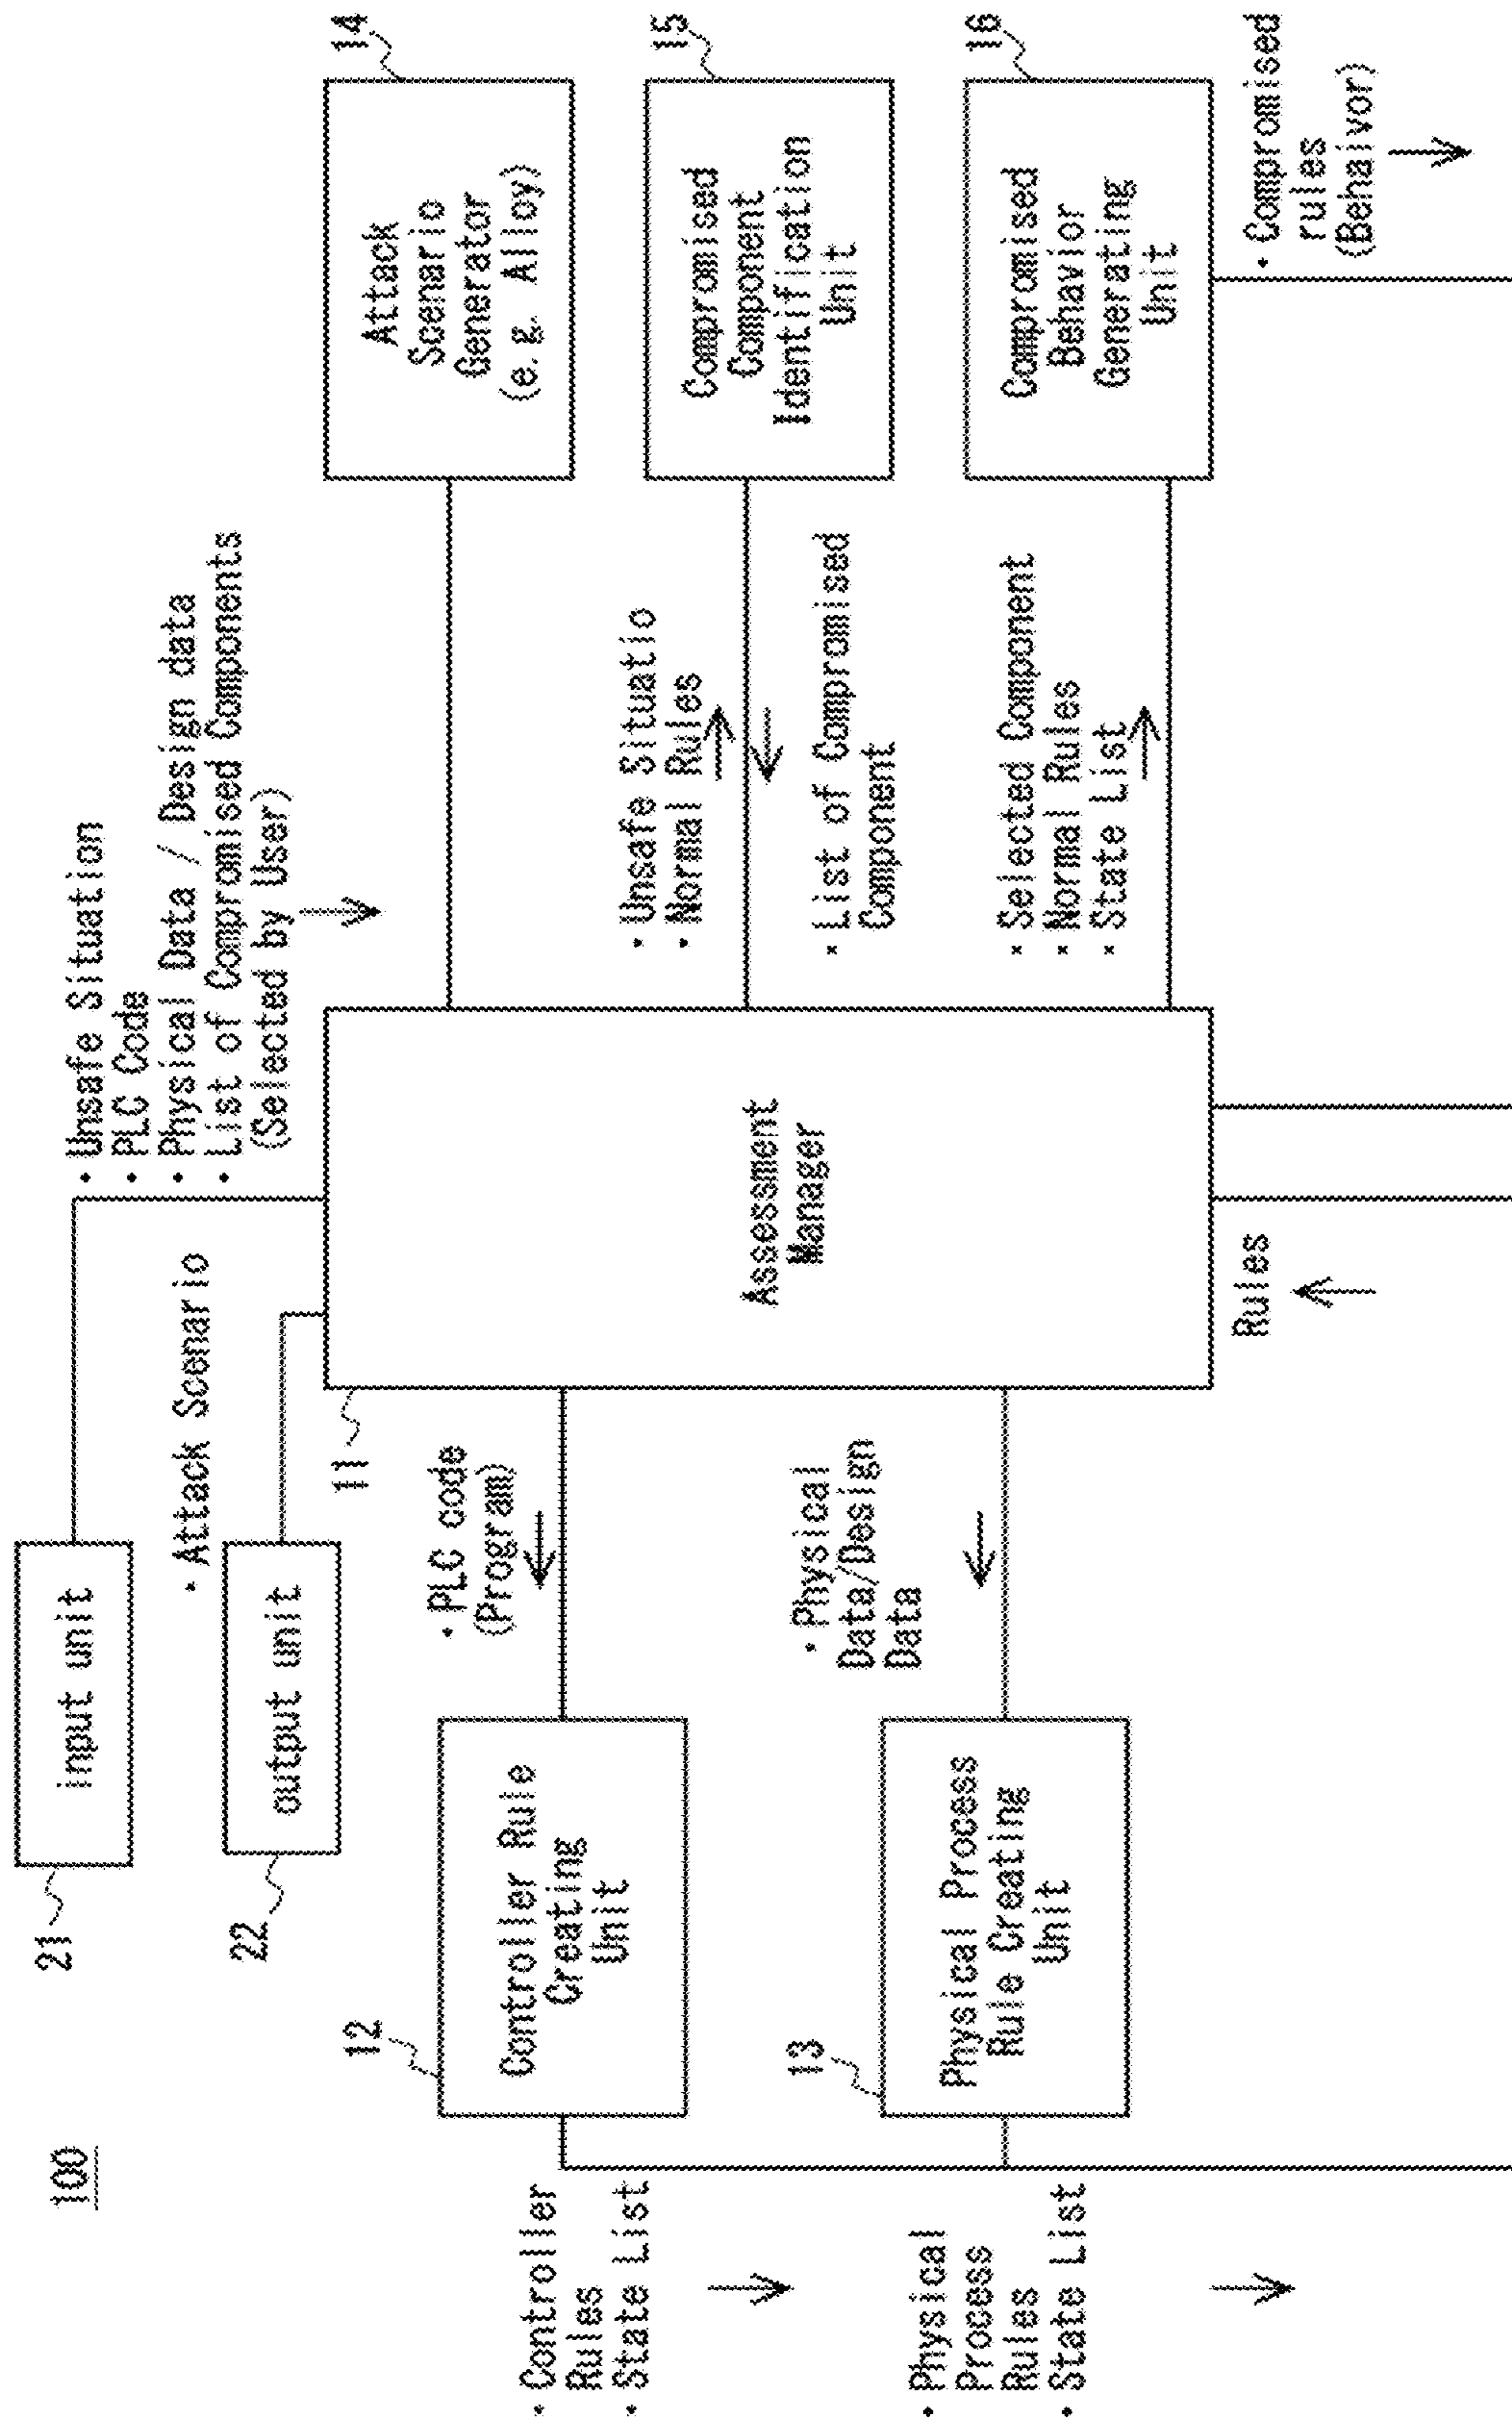 100
21
input unit
22
output unit
• Attack Scenario
• Unsafe Situation
• PLC Code
• Physical Data / Design data
• List of Compromised Components
(Selected by User)
12
Controller Rule
Creating
Unit
• PLC code
(Program)
11
Assessment
Manager
14
Attack
Scenario
Generator
(e.g. Alloy)
• Controller
Rules
• State List
13
Physical Process
Rule Creating
Unit
• Physical
Data/Design
Data
• Unsafe Situatio
• Normal Rules
• List of Compromised
Component
15
Compromised
Component
Identification
Unit
• Physical
Process
Rules
• State List
• Selected Component
• Normal Rules
• State List
16
Compromised
Behavior
Generating
Unit
Rules
• Compromised
rules
(Behaivor)